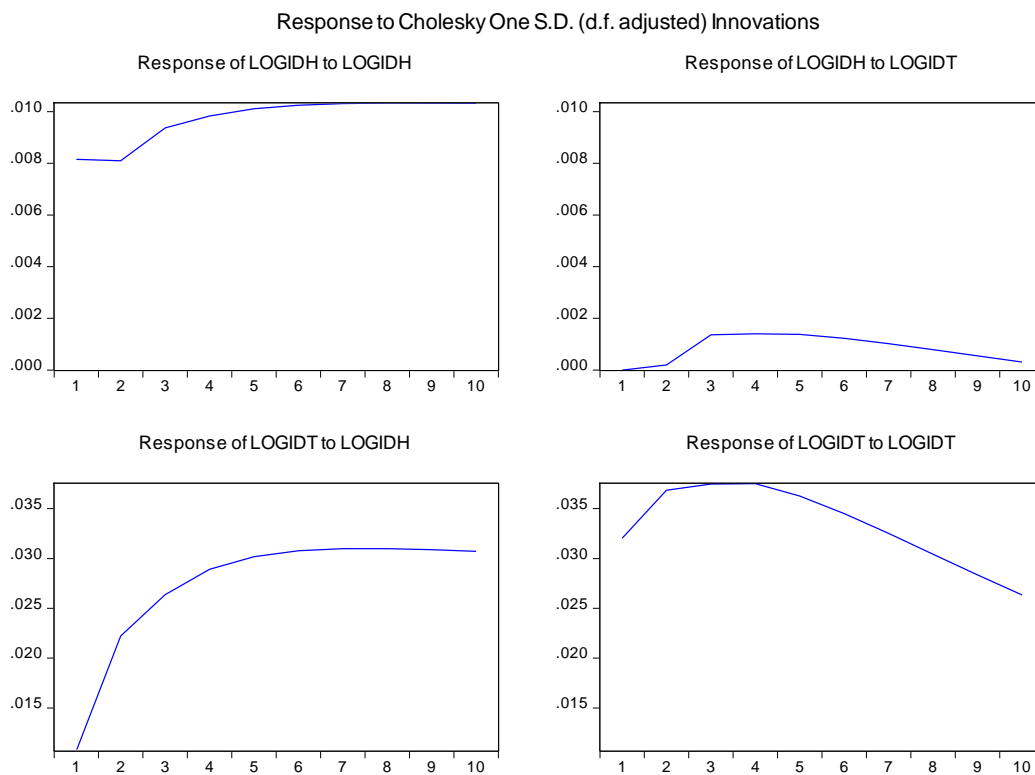 Response to Cholesky One S.D. (d.f. adjusted) Innovations
Response of LOGIDH to LOGIDH
.010
.008
.006
.004
.002
.000
1 2 3 4 5 6 7 8 9 10
Response of LOGIDH to LOGIDT
.010
.008
.006
.004
.002
.000
1 2 3 4 5 6 7 8 9 10
Response of LOGIDT to LOGIDH
.035
.030
.025
.020
.015
1 2 3 4 5 6 7 8 9 10
Response of LOGIDT to LOGIDT
.035
.030
.025
.020
.015
1 2 3 4 5 6 7 8 9 10